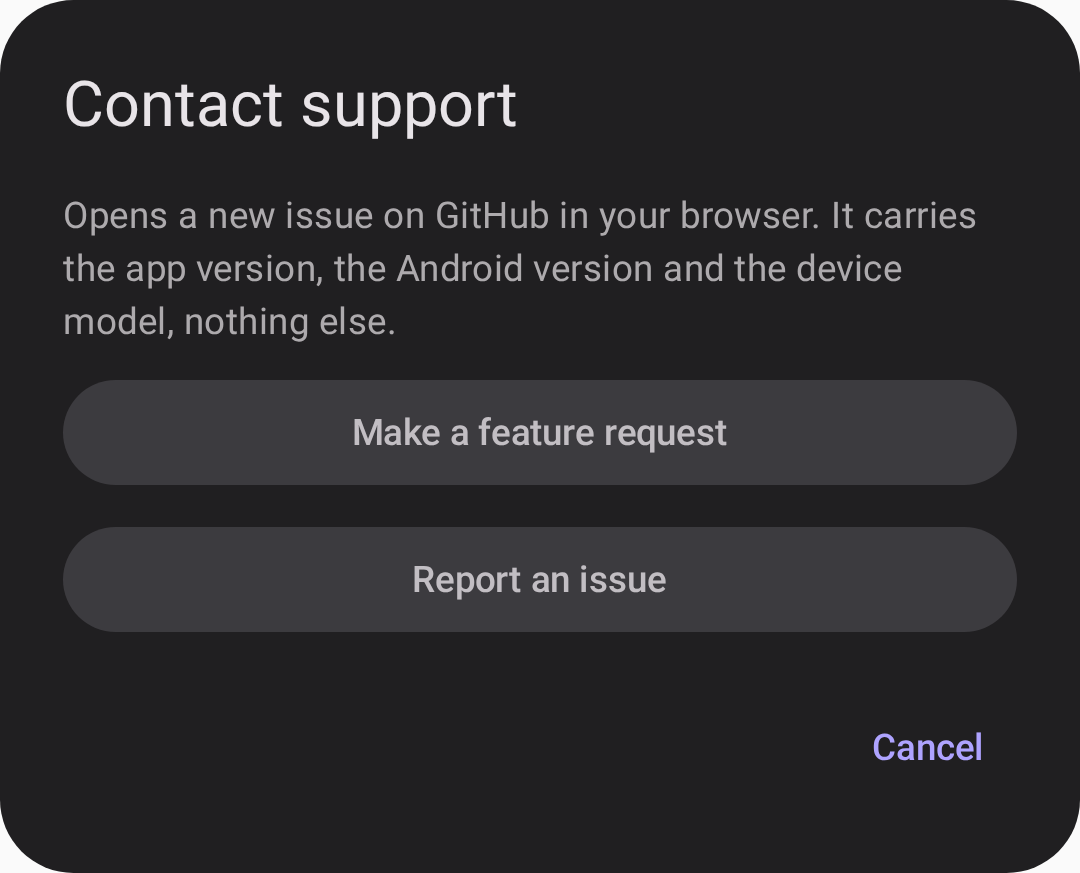 Contact support
Opens a new issue on GitHub in your browser. It carries
the app version, the Android version and the device
model, nothing else.
Make a feature request
Report an issue
Cancel